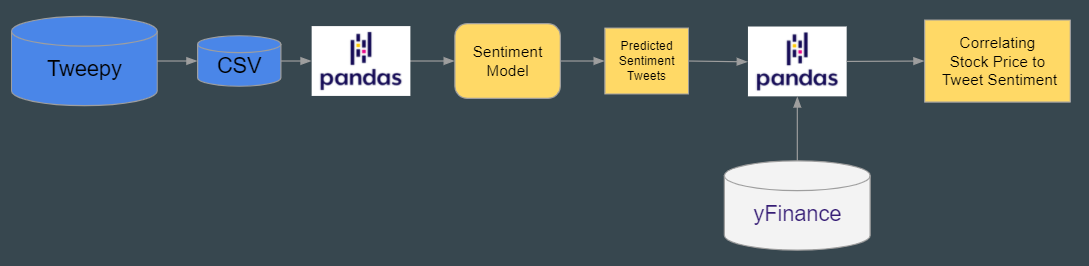 Tweepy
CSV
pandas
Sentiment
Model
Predicted
Sentiment
Tweets
pandas
Correlating
Stock Price to
Tweet Sentiment
yFinance